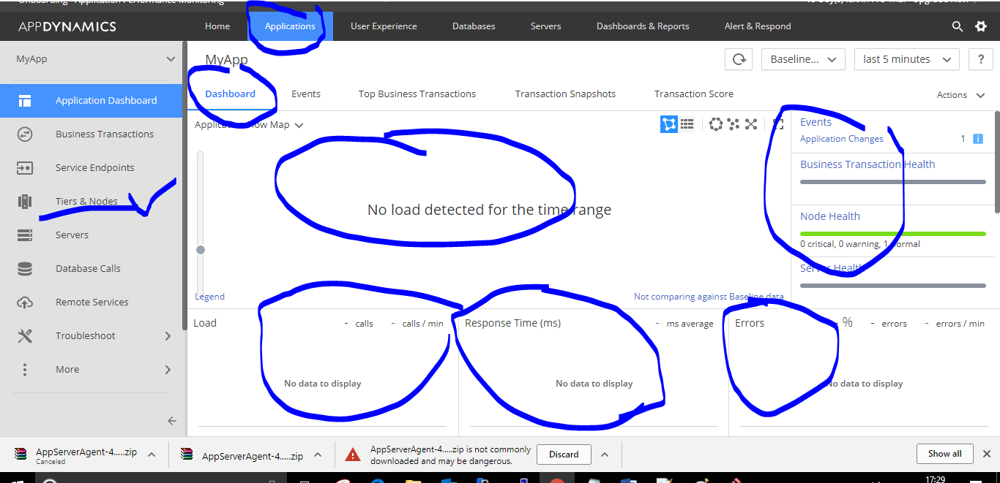 Onboarding - Application Performance Monitoring
APPDYNAMICS
Home
Applications
User Experience
Databases
Servers
Dashboards & Reports
Alert & Respond
MyApp
MyApp
Baseline...
last 5 minutes
?
Application Dashboard
Business Transactions
Service Endpoints
Tiers & Nodes
Servers
Database Calls
Remote Services
Troubleshoot
More
Dashboard
Events
Top Business Transactions
Transaction Snapshots
Transaction Score
Actions
Map
No load detected for the time range
Legend
Not comparing against Baseline data
Events
Application Changes 1
Business Transaction Health
Node Health
0 critical, 0 warning, 1 normal
Server Health
Load - calls - calls / min
No data to display
Response Time (ms) - ms average
No data to display
Errors - % - errors - errors / min
No data to display
AppServerAgent-4.....zip
Canceled
AppServerAgent-4.....zip
AppServerAgent-4.....zip is not commonly
downloaded and may be dangerous.
Discard
Show all
17:29